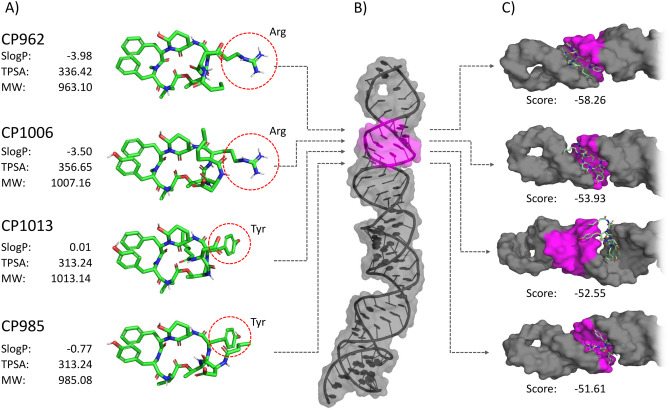 A)
B)
C)
CP962
SlogP: -3.98
TPSA: 336.42
MW: 963.10
Arg
Score: -58.26
CP1006
SlogP: -3.50
TPSA: 356.65
MW: 1007.16
Arg
Score: -53.93
CP1013
SlogP: 0.01
TPSA: 313.24
MW: 1013.14
Tyr
Score: -52.55
CP985
SlogP: -0.77
TPSA: 313.24
MW: 985.08
Tyr
Score: -51.61